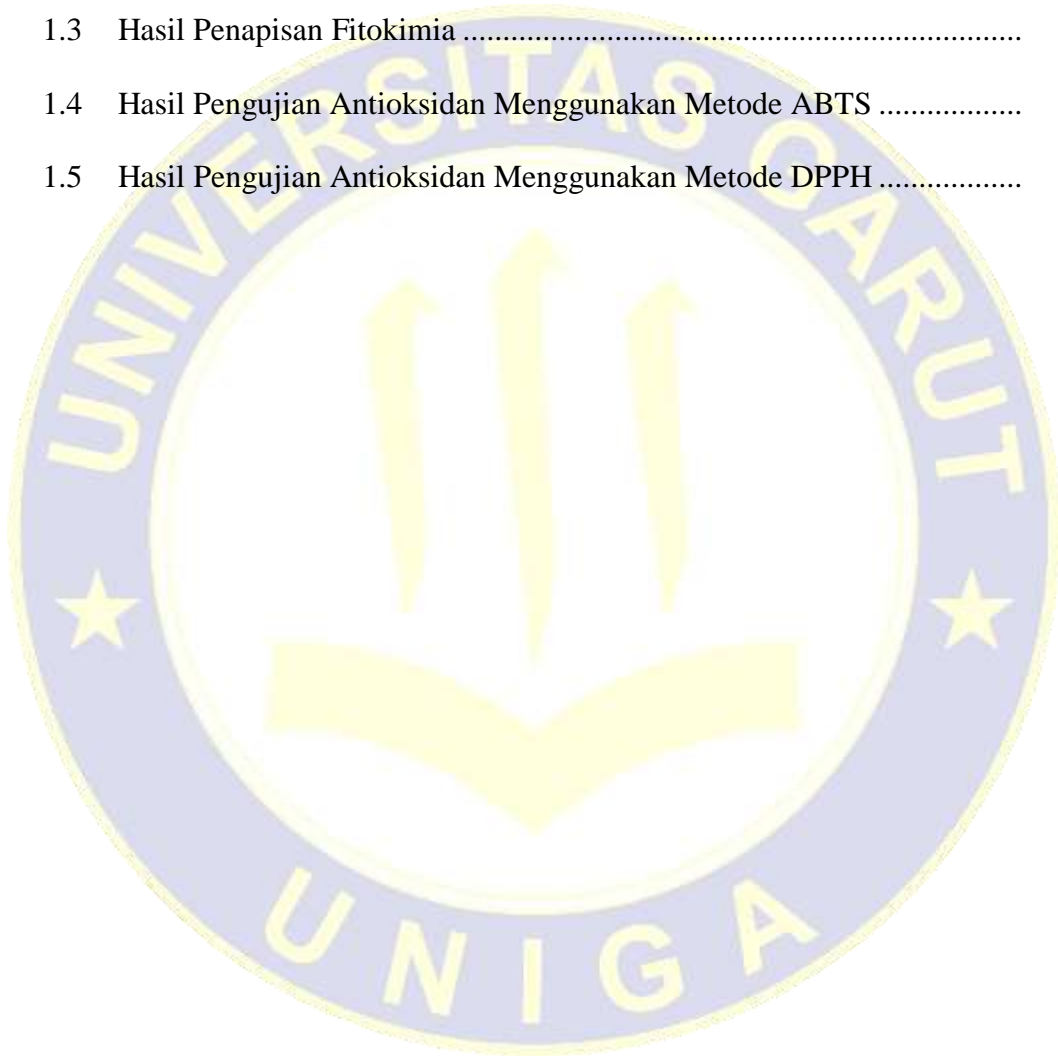 1.3 Hasil Penapisan Fitokimia ....................................................................
1.4 Hasil Pengujian Antioksidan Menggunakan Metode ABTS .................
1.5 Hasil Pengujian Antioksidan Menggunakan Metode DPPH .................
UNIVERSITAS GARUT
UNIGA